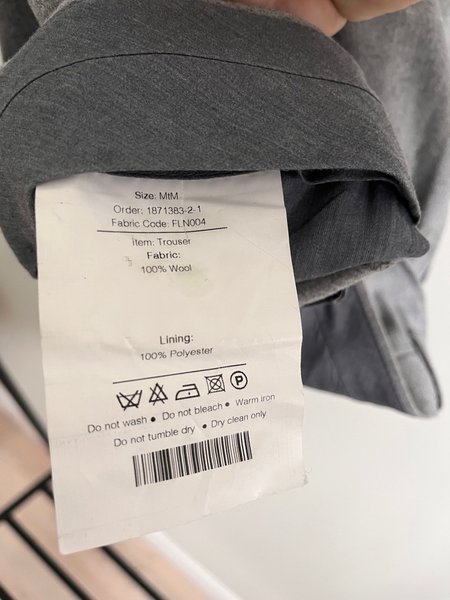 Size: MtM
Order: 1871383-2-1
Fabric Code: FLN004
Item: Trouser
Fabric:
100% Wool
Lining:
100% Polyester
P
Do not wash • Do not bleach • Warm iron
Do not tumble dry • Dry clean only